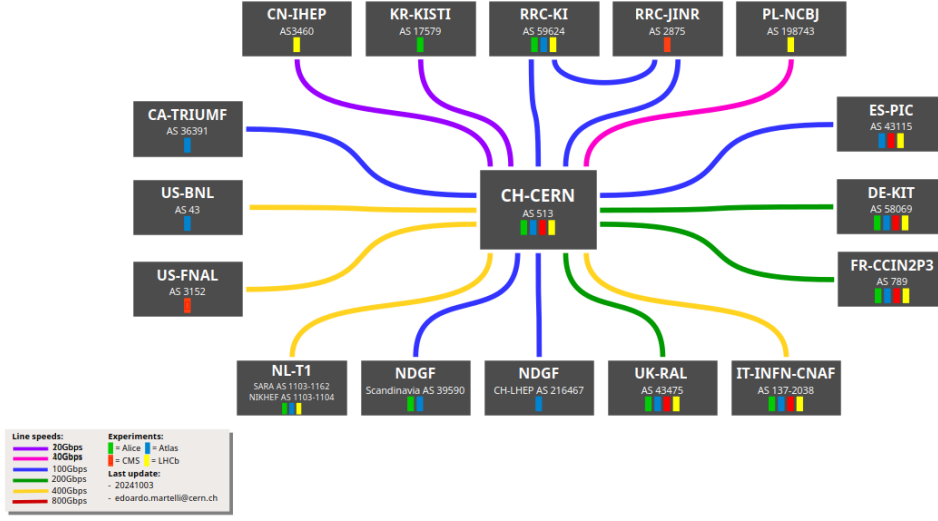 CN-IHEP
AS3460
KR-KISTI
AS 17579
RRC-KI
AS 59624
RRC-JINR
AS 2875
PL-NCBJ
AS 198743
CA-TRIUMF
AS 36391
ES-PIC
AS 43115
US-BNL
AS 43
CH-CERN
AS 513
DE-KIT
AS 58069
US-FNAL
AS 3152
FR-CCIN2P3
AS 789
NL-T1
SARA AS 1103-1162
NIKHEF AS 1103-1104
NDGF
Scandinavia AS 39590
NDGF
CH-LHEP AS 216467
UK-RAL
AS 43475
IT-INFN-CNAF
AS 137-2038
Line speeds:
20Gbps
40Gbps
100Gbps
200Gbps
400Gbps
800Gbps
Experiments:
= Alice = Atlas
= CMS = LHCb
Last update:
- 20241003
- edoardo.martelli@cern.ch